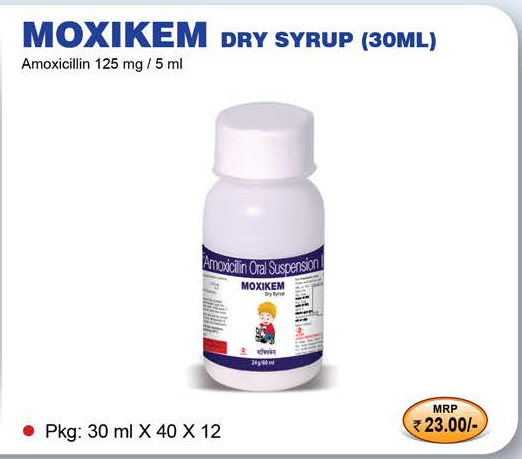 MOXIKEM DRY SYRUP (30ML)
Amoxicillin 125 mg / 5 ml
Amoxicillin Oral Suspension
MOXIKEM
Dry Syrup
मॉक्सिकेम्
Pkg: 30 ml X 40 X 12
MRP
₹ 23.00/-